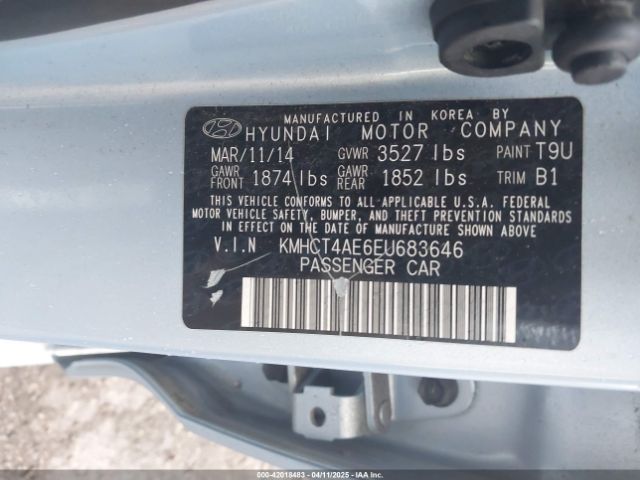 MANUFACTURED IN KOREA BY
HYUNDAI MOTOR COMPANY
MAR/11/14 GVWR 3527 lbs PAINT T9U
GAWR FRONT 1874 lbs GAWR REAR 1852 lbs TRIM B1
THIS VEHICLE CONFORMS TO ALL APPLICABLE U.S.A. FEDERAL
MOTOR VEHICLE SAFETY, BUMPER, AND THEFT PREVENTION STANDARDS
IN EFFECT ON THE DATE OF MANUFACTURE SHOWN ABOVE
V.I.N KMHCT4AE6EU683646
PASSENGER CAR
000-42018483 - 04/11/2025 - IAAI.COM